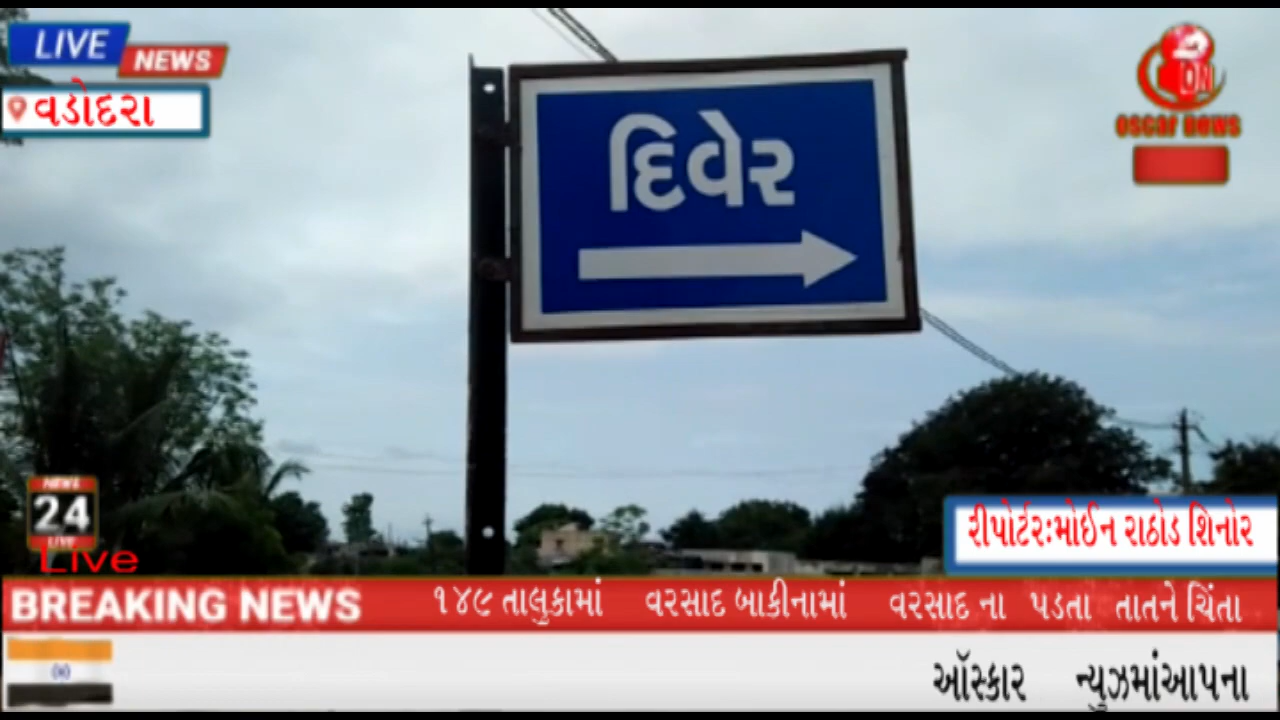 LIVE
NEWS
વડોદરા
DN
oscar news
દિવેર
NEWS
24
LIVE
Live
રીપોર્ટર:મોઈન રાઠોડ શિનોર
BREAKING NEWS
૧૪૯ તાલુકામાં વરસાદ બાકીનામાં વરસાદ ના પડતા તાતને ચિંતા
ઑસ્કાર ન્યુઝમાંઆપના